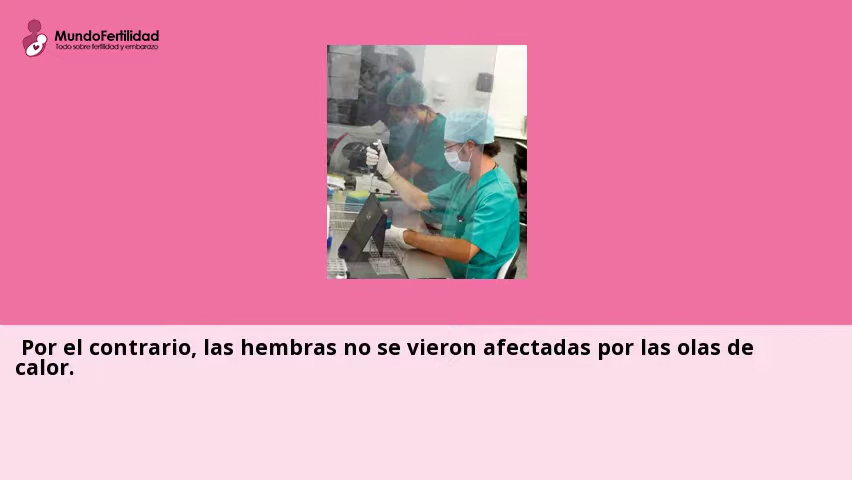 MundoFertilidad
Todo sobre fertilidad y embarazo
Por el contrario, las hembras no se vieron afectadas por las olas de
calor.